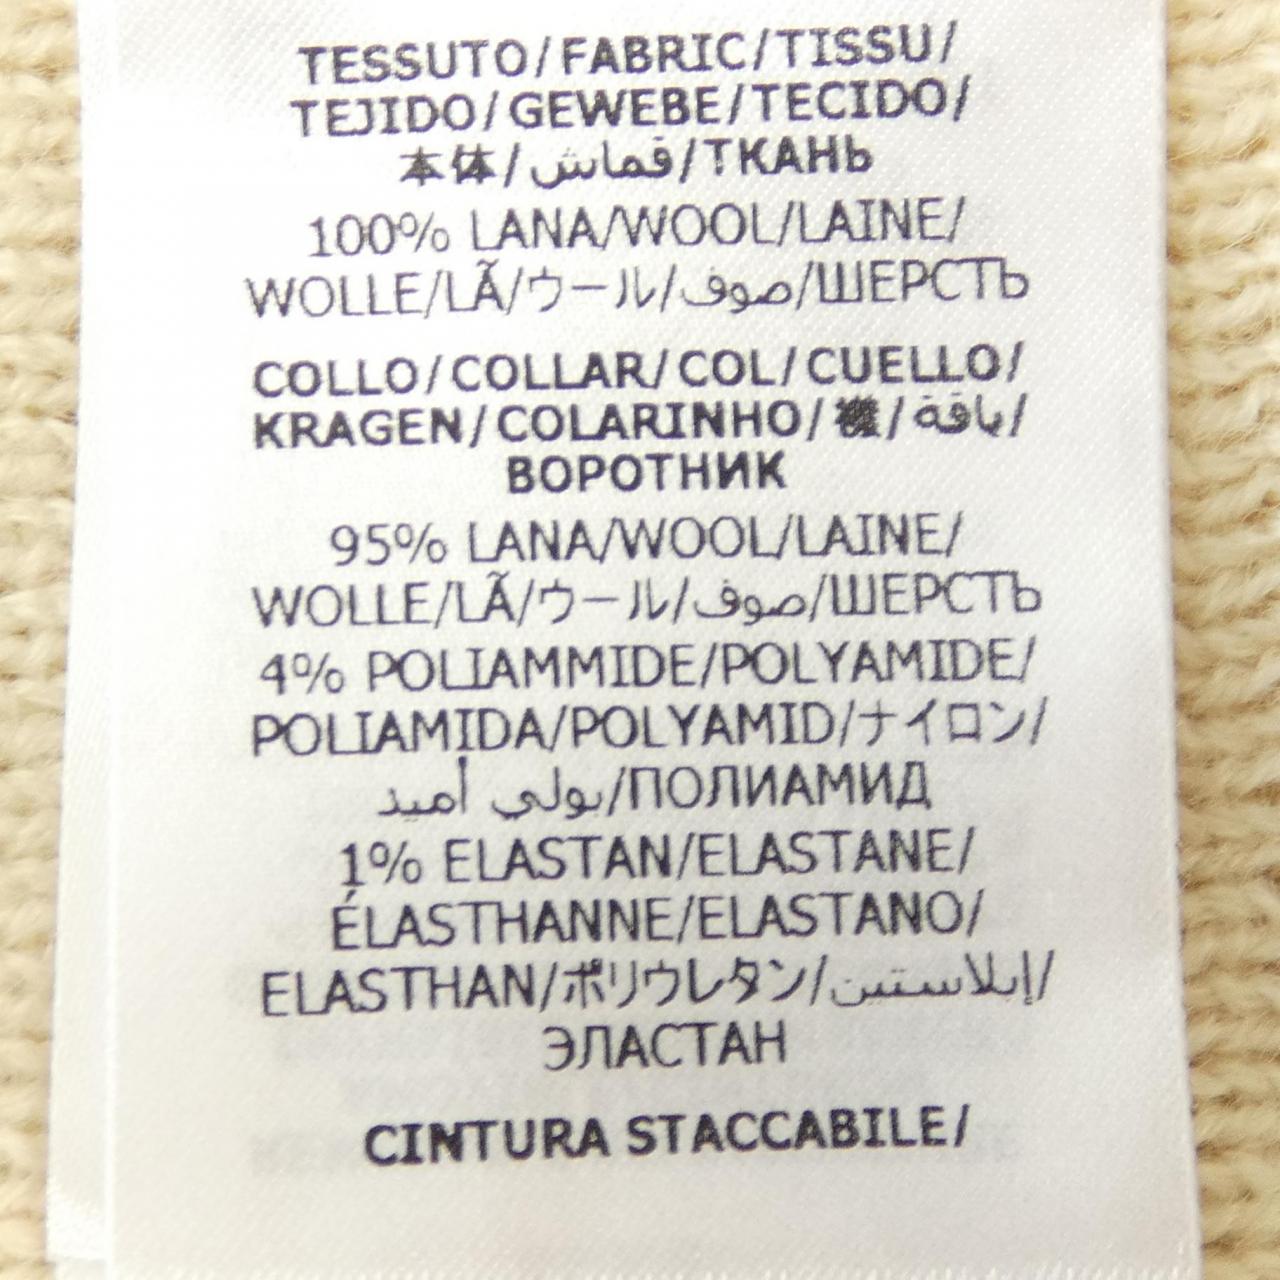 TESSUTO/FABRIC/TISSU/
TEJIDO/GEWEBE/TECIDO/
本体/قماش/ТКАНЬ
100% LANA/WOOL/LAINE/
WOLLE/LÃ/ウール/صوف/ШЕРСТЬ
COLLO/COLLAR/COL/CUELLO/
KRAGEN/COLARINHO/襟/ياقة/
ВОРОТНИК
95% LANA/WOOL/LAINE/
WOLLE/LÃ/ウール/صوف/ШЕРСТЬ
4% POLIAMMIDE/POLYAMIDE/
POLIAMIDA/POLYAMID/ナイロン/
بولي أميد/ПОЛИАМИД
1% ELASTAN/ELASTANE/
ÉLASTHANNE/ELASTANO/
ELASTHAN/ポリウレタン/إيلاستين/
ЭЛАСТАН
CINTURA STACCABILE/